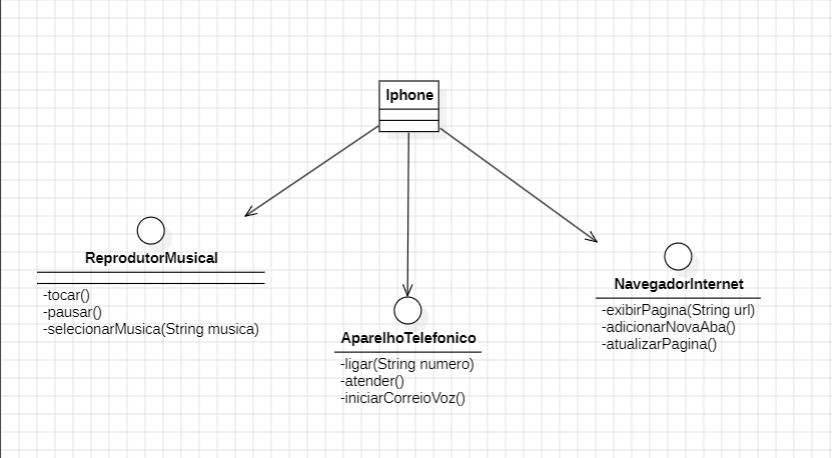 Iphone
ReprodutorMusical
-tocar()
-pausar()
-selecionarMusica(String musica)
AparelhoTelefonico
-ligar(String numero)
-atender()
-iniciarCorreioVoz()
NavegadorInternet
-exibirPagina(String url)
-adicionarNovaAba()
-atualizarPagina()